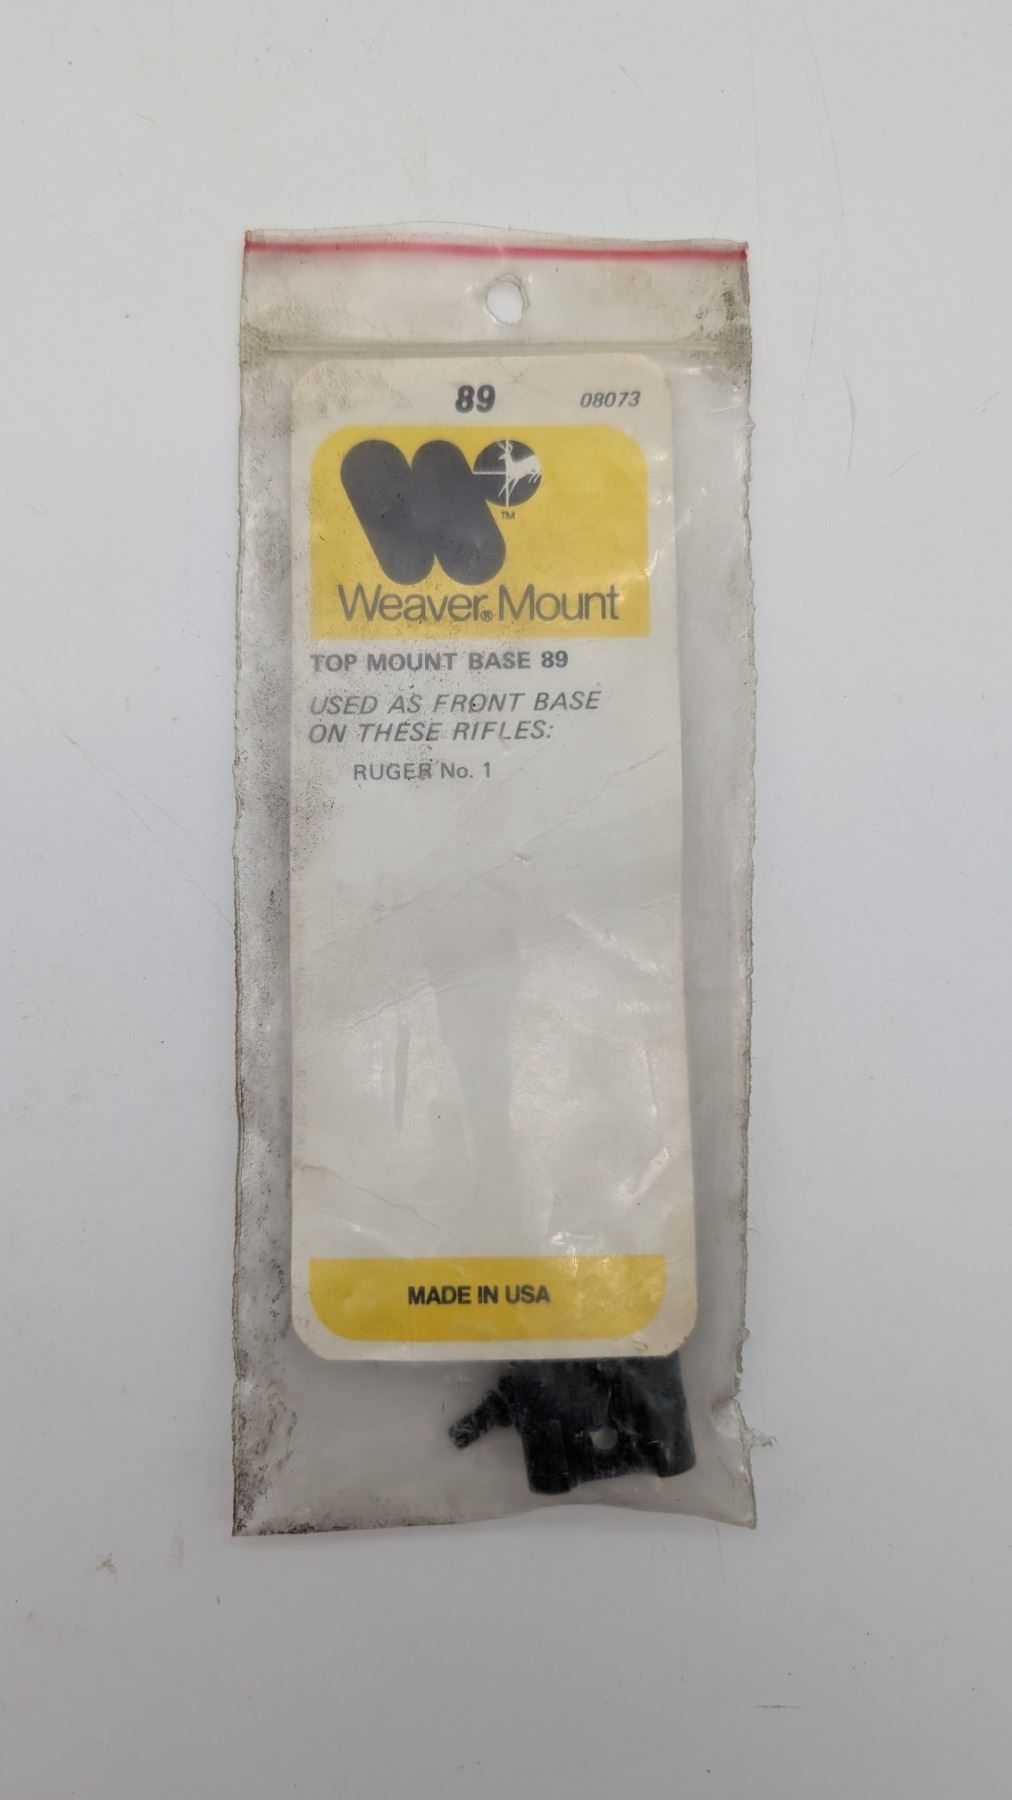 89 08073
TM
Weaver® Mount
TOP MOUNT BASE 89
USED AS FRONT BASE
ON THESE RIFLES:
RUGER No. 1
MADE IN USA